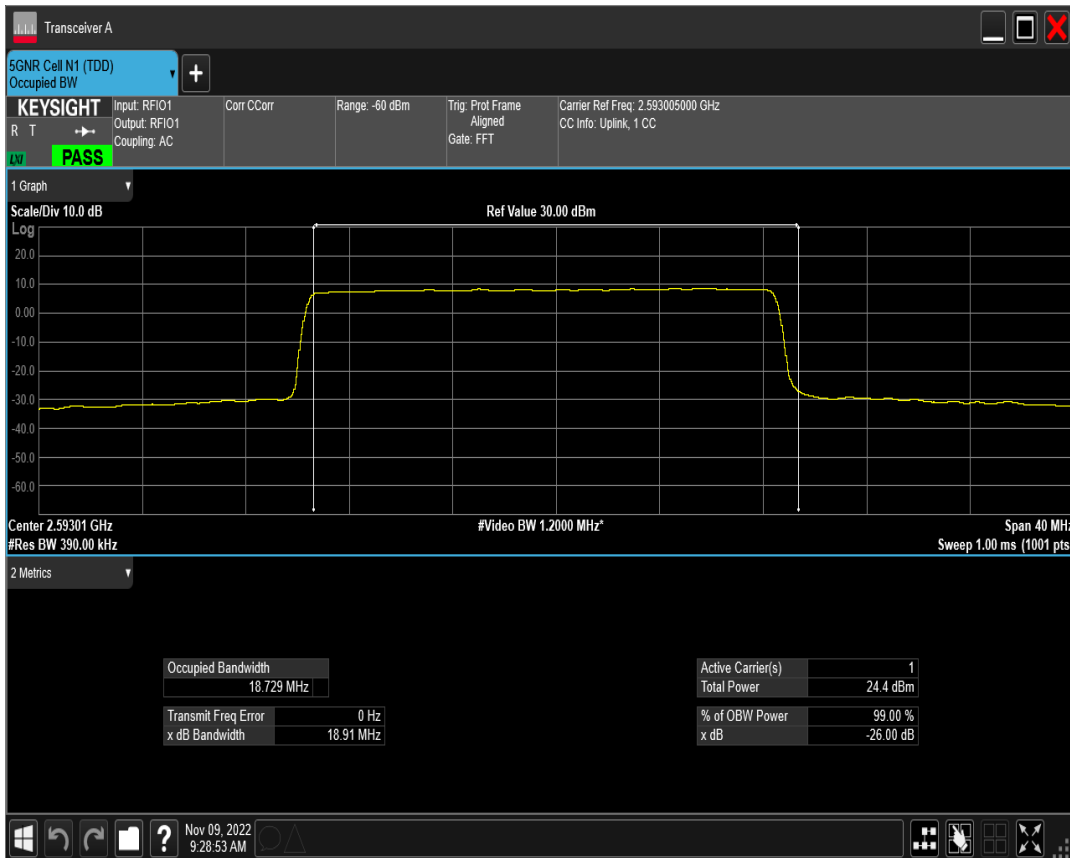 Transceiver A
5GNR Cell N1 (TDD)
Occupied BW
+
KEYSIGHT
R T
LXI
PASS
Input: RFIO1
Output: RFIO1
Coupling: AC
Corr CCorr
Range: -60 dBm
Trig: Prot Frame
Aligned
Gate: FFT
Carrier Ref Freq: 2.593005000 GHz
CC Info: Uplink, 1 CC
1 Graph
Scale/Div 10.0 dB
Ref Value 30.00 dBm
Log
20.0
10.0
0.00
-10.0
-20.0
-30.0
-40.0
-50.0
-60.0
Center 2.59301 GHz
#Video BW 1.2000 MHz*
Span 40 MHz
#Res BW 390.00 kHz
Sweep 1.00 ms (1001 pts
2 Metrics
Occupied Bandwidth
18.729 MHz
Transmit Freq Error 0 Hz
x dB Bandwidth 18.91 MHz
Active Carrier(s) 1
Total Power 24.4 dBm
% of OBW Power 99.00 %
x dB -26.00 dB
?
Nov 09, 2022
9:28:53 AM